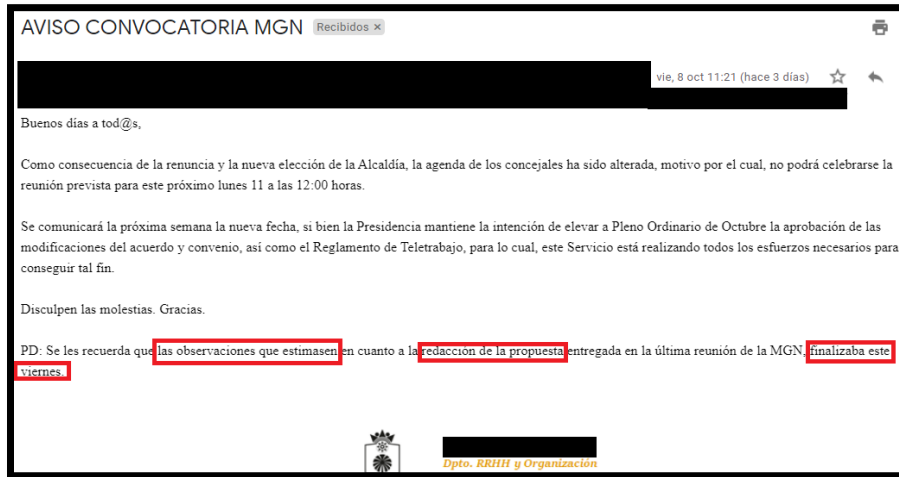 AVISO CONVOCATORIA MGN Recibidos ×
vie, 8 oct 11:21 (hace 3 días)
Buenos días a tod@s,
Como consecuencia de la renuncia y la nueva elección de la Alcaldía, la agenda de los concejales ha sido alterada, motivo por el cual, no podrá celebrarse la
reunión prevista para este próximo lunes 11 a las 12:00 horas.
Se comunicará la próxima semana la nueva fecha, si bien la Presidencia mantiene la intención de elevar a Pleno Ordinario de Octubre la aprobación de las
modificaciones del acuerdo y convenio, así como el Reglamento de Teletrabajo, para lo cual, este Servicio está realizando todos los esfuerzos necesarios para
conseguir tal fin.
Disculpen las molestias. Gracias.
PD: Se les recuerda que las observaciones que estimasen en cuanto a la redacción de la propuesta entregada en la última reunión de la MGN, finalizaba este
viernes.
Dpto. RRHH y Organización